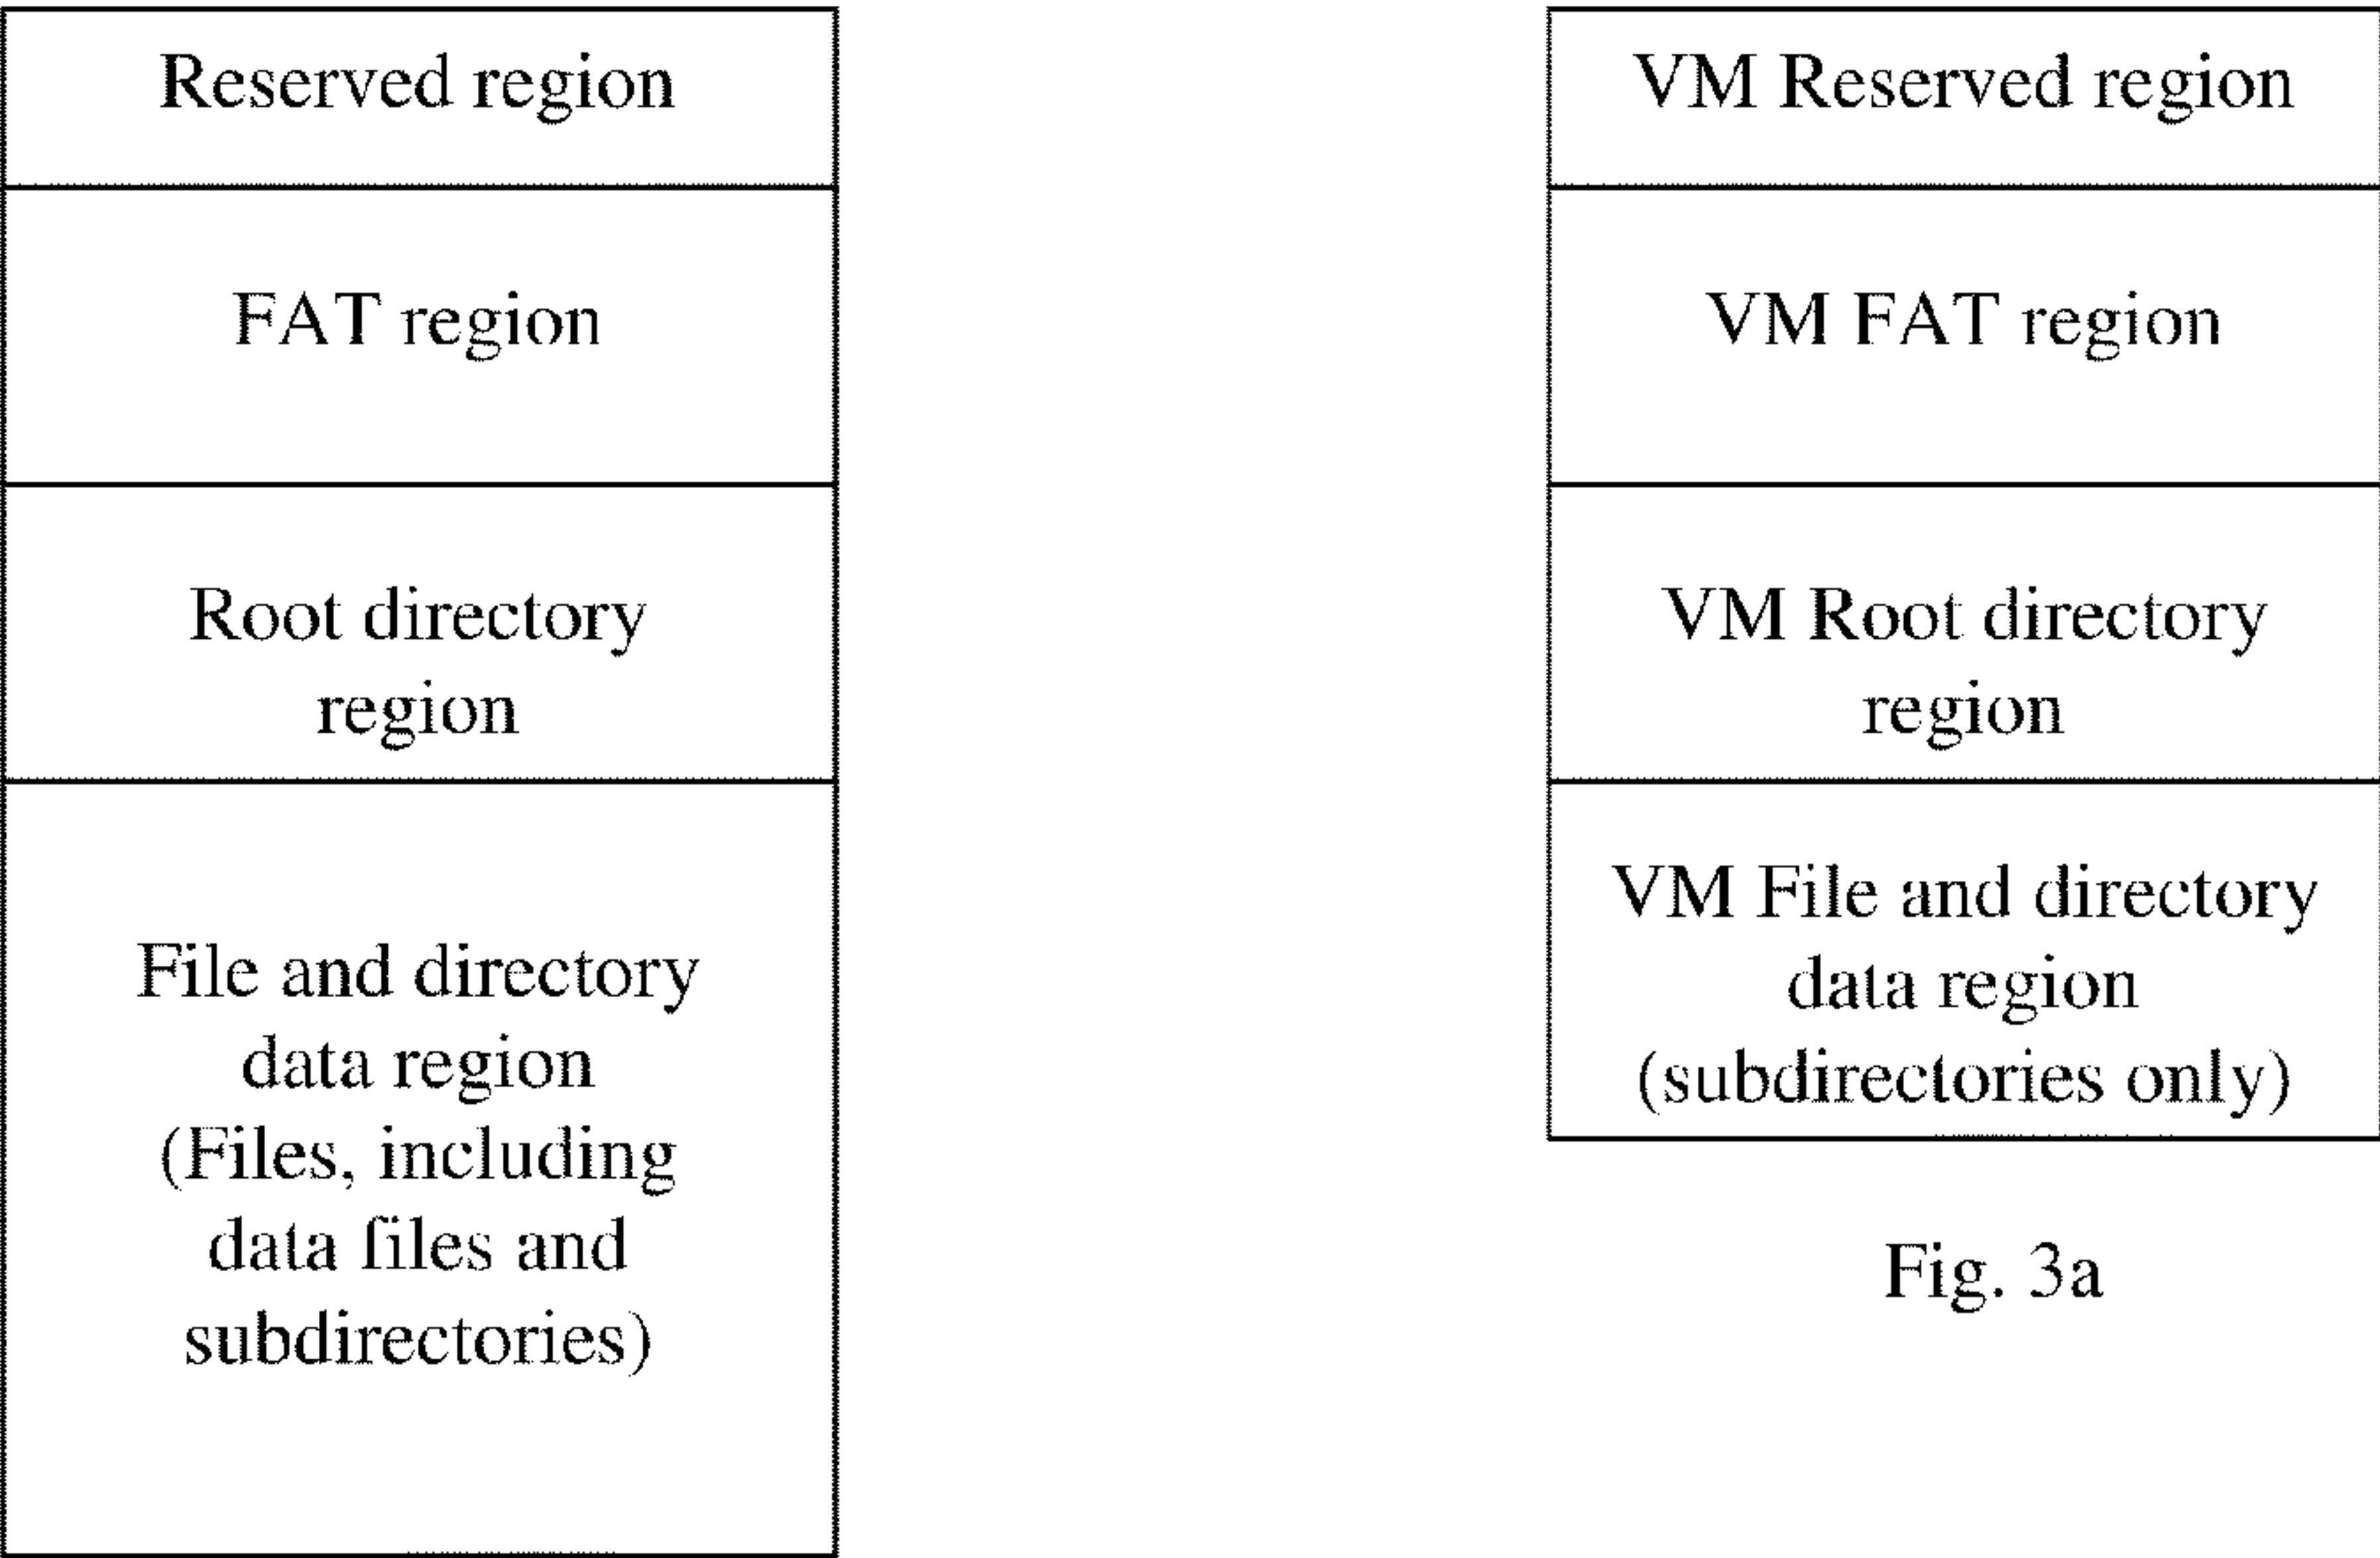 Reserved region
FAT region
Root directory
region
File and directory
data region
(Files, including
data files and
subdirectories)
VM Reserved region
VM FAT region
VM Root directory
region
VM File and directory
data region
(subdirectories only)
Fig. 3a